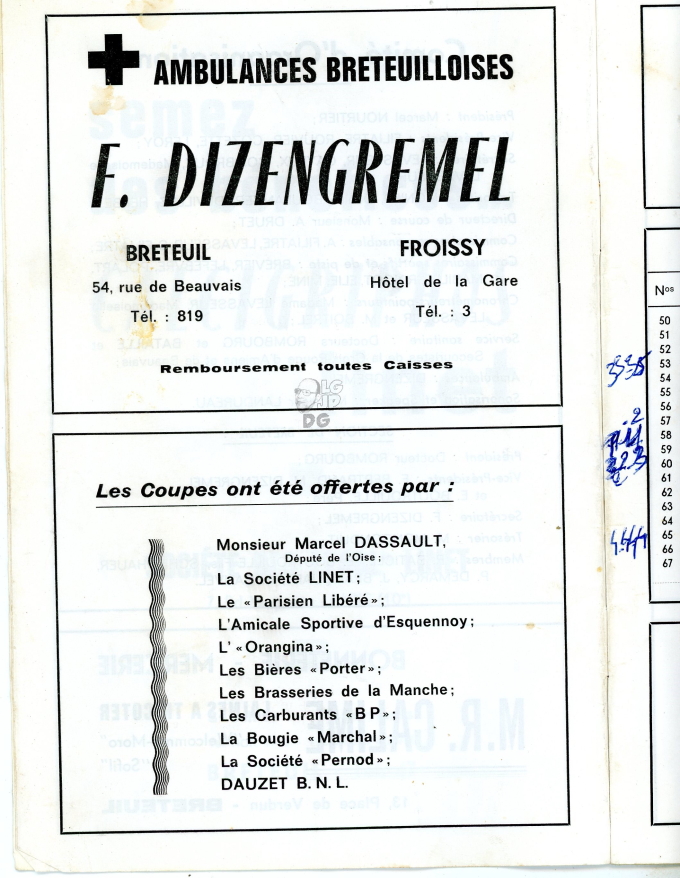 AMBULANCES BRETEUILLOISES
F. DIZENGREMEL
BRETEUIL
54, rue de Beauvais
Tél. : 819
FROISSY
Hôtel de la Gare
Tél. : 3
Remboursement toutes Caisses
LG
DG
Les Coupes ont été offertes par :
Monsieur Marcel DASSAULT,
Député de l'Oise ;
La Société LINET ;
Le « Parisien Libéré » ;
L'Amicale Sportive d'Esquennoy ;
L' « Orangina » ;
Les Bières «Porter» ;
Les Brasseries de la Manche ;
Les Carburants «B P» ;
La Bougie «Marchal» ;
La Société «Pernod» ;
DAUZET B. N. L.
Nos
50
51
52
53
54
55
56
57
58
59
60
61
62
63
64
65
66
67